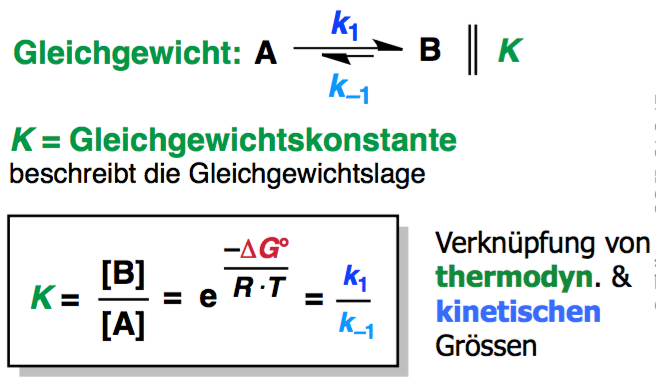 Gleichgewicht: A k1 k–1 B || K
K = Gleichgewichtskonstante
beschreibt die Gleichgewichtslage
K = [B] / [A] = e –ΔG° / R·T = k1 / k–1
Verknüpfung von
thermodyn. &
kinetischen
Grössen